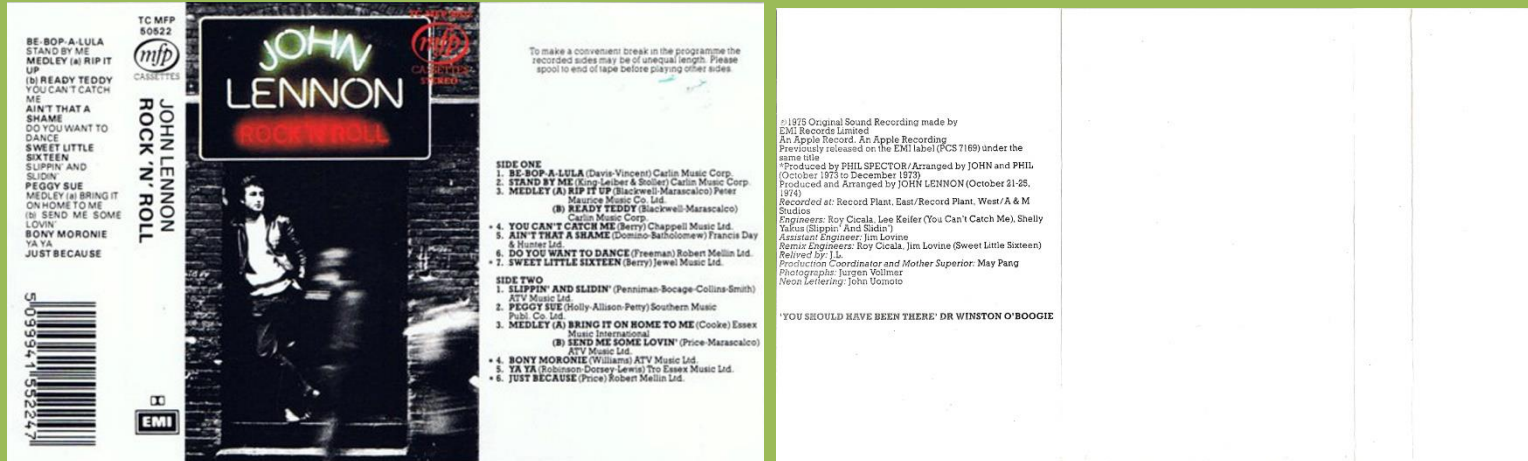 BE-BOP-A-LULA
STAND BY ME
MEDLEY (a) RIP IT
UP
(b) READY TEDDY
YOU CAN'T CATCH
ME
AIN'T THAT A
SHAME
DO YOU WANT TO
DANCE
SWEET LITTLE
SIXTEEN
SLIPPIN' AND
SLIDIN'
PEGGY SUE
MEDLEY (a) BRING IT
ON HOME TO ME
(b) SEND ME SOME
LOVIN'
BONY MORONIE
YA YA
JUST BECAUSE
5 099941 552247
TC MFP
50522
mfp
CASSETTES
JOHN LENNON
ROCK 'N' ROLL
EMI
JOHN
LENNON
ROCK'N'ROLL
TC MFP 50522
mfp
CASSETTES
STEREO
To make a convenient break in the programme the
recorded sides may be of unequal length. Please
spool to end of tape before playing other sides
SIDE ONE
1. BE-BOP-A-LULA (Davis-Vincent) Carlin Music Corp.
2. STAND BY ME (King-Leiber & Stoller) Carlin Music Corp.
3. MEDLEY (A) RIP IT UP (Blackwell-Marascalco) Peter
Maurice Music Co. Ltd.
(B) READY TEDDY (Blackwell-Marascalco)
Carlin Music Corp.
* 4. YOU CAN'T CATCH ME (Berry) Chappell Music Ltd.
5. AIN'T THAT A SHAME (Domino-Batholomew) Francis Day
& Hunter Ltd.
6. DO YOU WANT TO DANCE (Freeman) Robert Mellin Ltd.
* 7. SWEET LITTLE SIXTEEN (Berry) Jewel Music Ltd.
SIDE TWO
1. SLIPPIN' AND SLIDIN' (Penniman-Bocage-Collins-Smith)
ATV Music Ltd.
2. PEGGY SUE (Holly-Allison-Petty) Southern Music
Publ. Co. Ltd.
3. MEDLEY (A) BRING IT ON HOME TO ME (Cooke) Essex
Music International
(B) SEND ME SOME LOVIN' (Price-Marascalco)
ATV Music Ltd.
* 4. BONY MORONIE (Williams) ATV Music Ltd.
5. YA YA (Robinson-Dorsey-Lewis) Tro Essex Music Ltd.
* 6. JUST BECAUSE (Price) Robert Mellin Ltd.
℗1975 Original Sound Recording made by
EMI Records Limited
An Apple Record. An Apple Recording
Previously released on the EMI label (PCS 7169) under the
same title
*Produced by PHIL SPECTOR/Arranged by JOHN and PHIL
(October 1973 to December 1973)
Produced and Arranged by JOHN LENNON (October 21-25,
1974)
Recorded at: Record Plant, East/Record Plant, West/A & M
Studios
Engineers: Roy Cicala, Lee Keifer (You Can't Catch Me), Shelly
Yakus (Slippin' And Slidin')
Assistant Engineer: Jim Lovine
Remix Engineers: Roy Cicala, Jim Lovine (Sweet Little Sixteen)
Relived by: J.L.
Production Coordinator and Mother Superior: May Pang
Photographs: Jurgen Vollmer
Neon Lettering: John Uomoto
'YOU SHOULD HAVE BEEN THERE' DR WINSTON O'BOOGIE